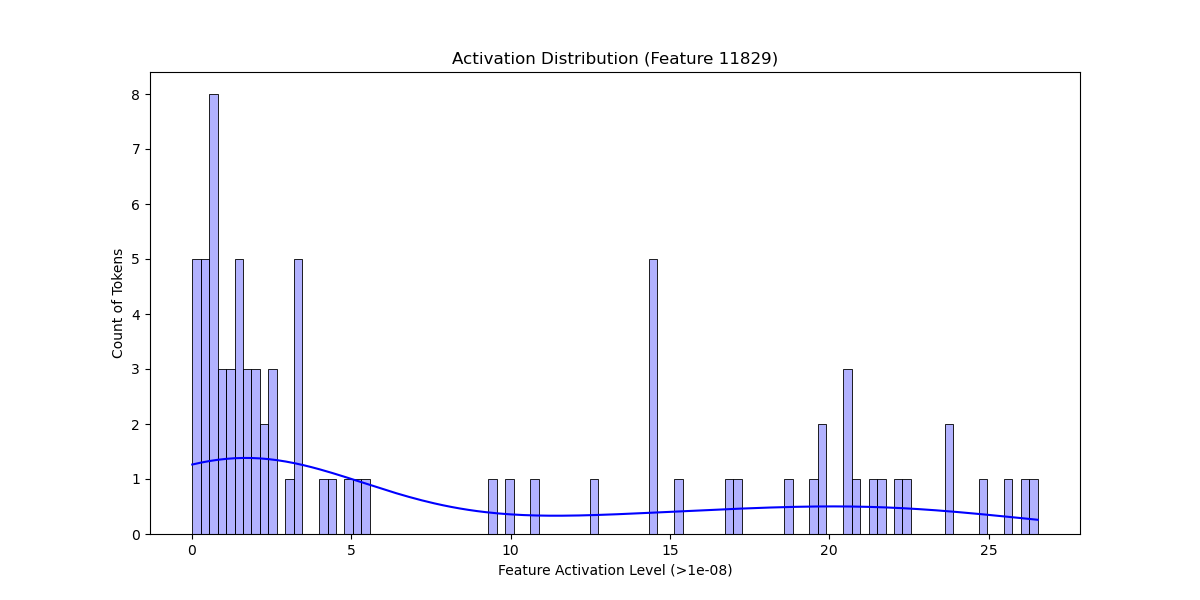 Activation Distribution (Feature 11829)
8
7
6
5
4
3
2
1
0
Count of Tokens
0 5 10 15 20 25
Feature Activation Level (>1e-08)